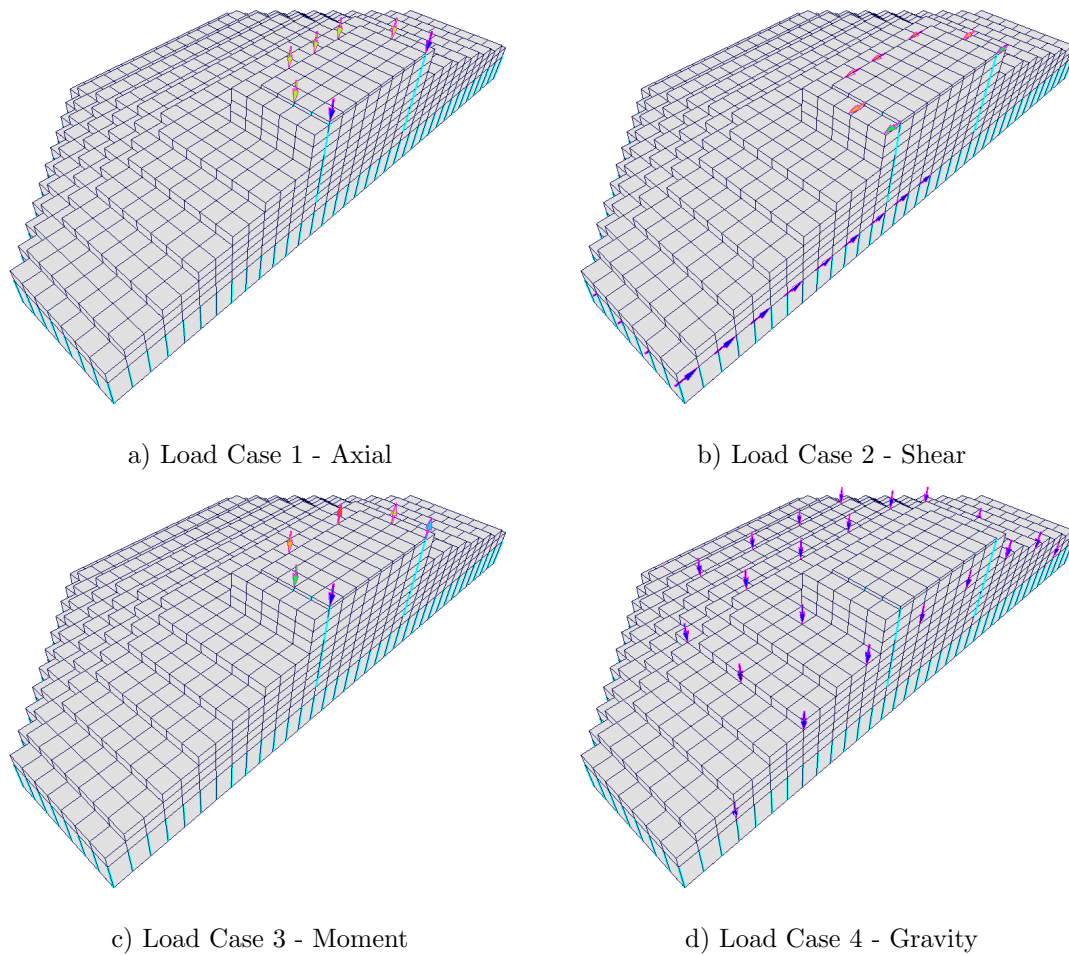 a) Load Case 1 - Axial
b) Load Case 2 - Shear
c) Load Case 3 - Moment
d) Load Case 4 - Gravity